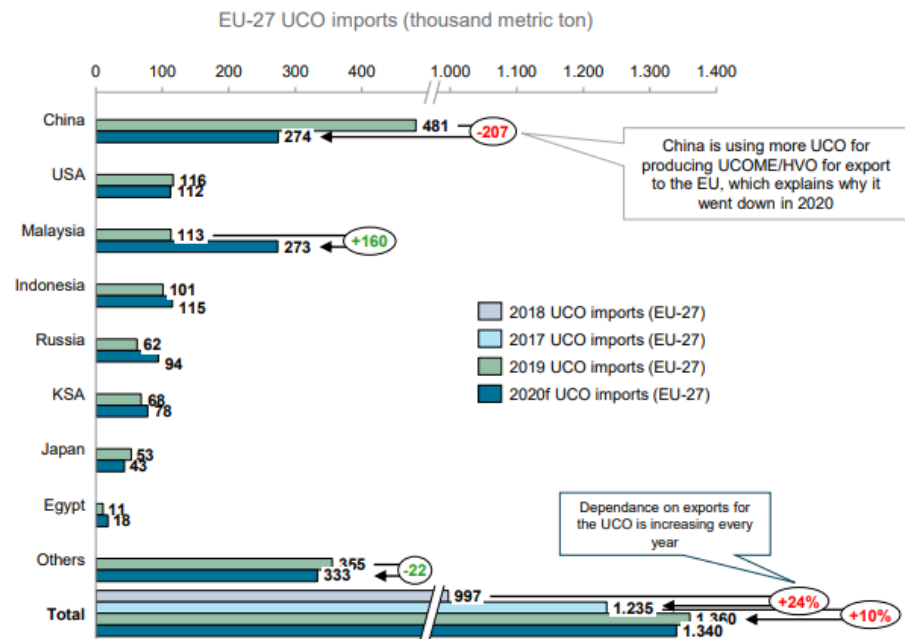 EU-27 UCO imports (thousand metric ton)
0 100 200 300 400 1.000 1.100 1.200 1.300 1.400
China
481
274
-207
China is using more UCO for
producing UCOME/HVO for export
to the EU, which explains why it
went down in 2020
USA
116
112
Malaysia
113
273
+160
Indonesia
101
115
Russia
62
94
KSA
68
78
Japan
53
43
Egypt
11
18
Others
355
333
-22
Total
997
1.235
1.360
1.340
2018 UCO imports (EU-27)
2017 UCO imports (EU-27)
2019 UCO imports (EU-27)
2020f UCO imports (EU-27)
Dependance on exports for
the UCO is increasing every
year
+24%
+10%